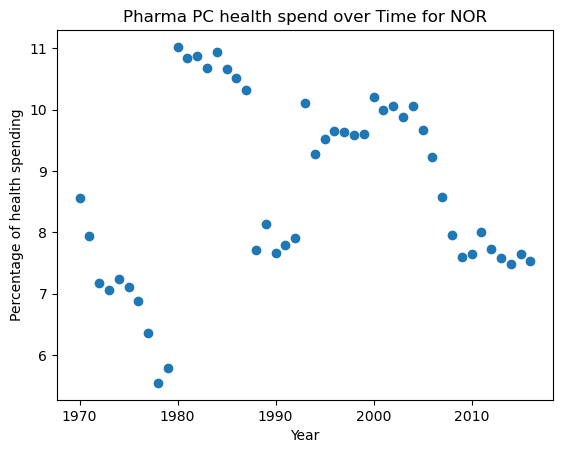 Pharma PC health spend over Time for NOR
Percentage of health spending
11
10
9
8
7
6
1970 1980 1990 2000 2010
Year